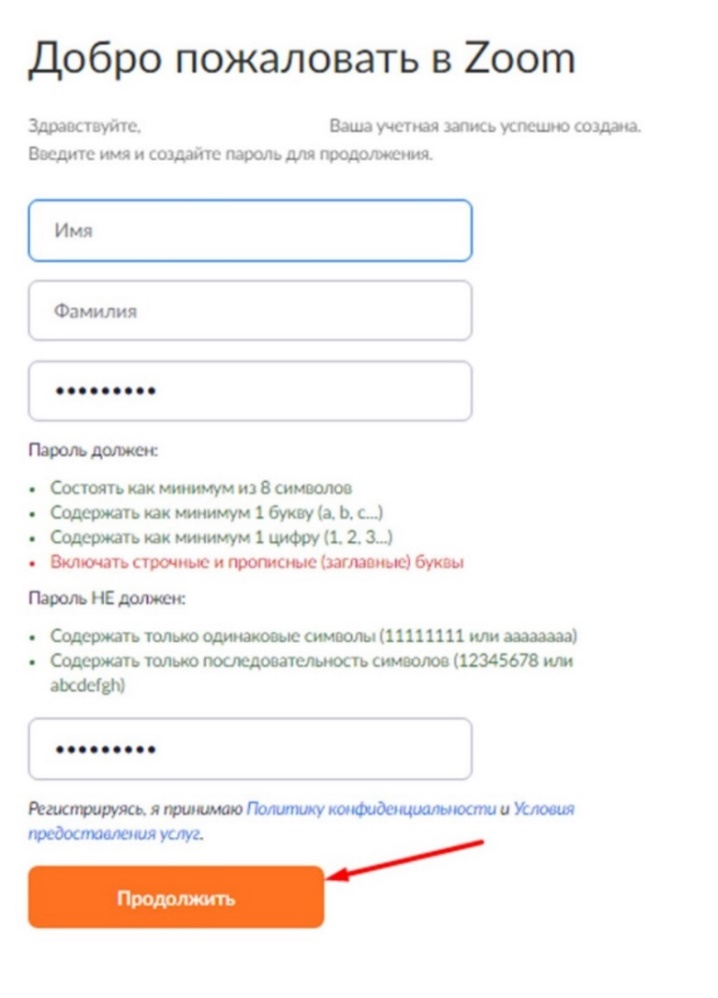 Добро пожаловать в Zoom
Здравствуйте, Ваша учетная запись успешно создана.
Введите имя и создайте пароль для продолжения.
Имя
Фамилия
•••••••••
Пароль должен:
• Состоять как минимум из 8 символов
• Содержать как минимум 1 букву (a, b, c...)
• Содержать как минимум 1 цифру (1, 2, 3...)
• Включать строчные и прописные (заглавные) буквы
Пароль НЕ должен:
• Содержать только одинаковые символы (11111111 или aaaaaaaa)
• Содержать только последовательность символов (12345678 или
abcdefgh)
•••••••••
Регистрируясь, я принимаю Политику конфиденциальности и Условия
предоставления услуг.
Продолжить